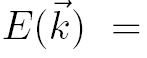 E(\vec{k}) =